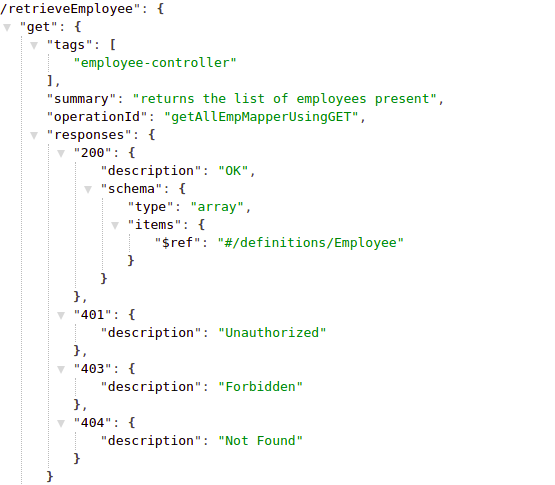 /retrieveEmployee": {
"get": {
"tags": [
"employee-controller"
],
"summary": "returns the list of employees present",
"operationId": "getAllEmpMapperUsingGET",
"responses": {
"200": {
"description": "OK",
"schema": {
"type": "array",
"items": {
"$ref": "#/definitions/Employee"
}
}
},
"401": {
"description": "Unauthorized"
},
"403": {
"description": "Forbidden"
},
"404": {
"description": "Not Found"
}
}